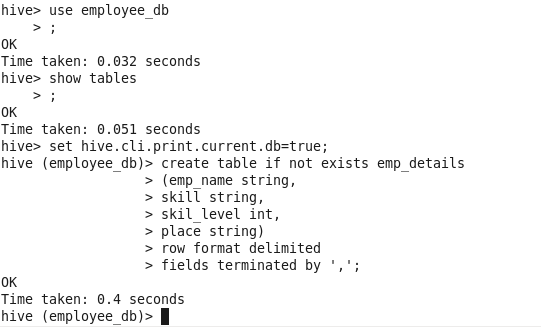 hive> use employee_db
    > ;
OK
Time taken: 0.032 seconds
hive> show tables
    > ;
OK
Time taken: 0.051 seconds
hive> set hive.cli.print.current.db=true;
hive (employee_db)> create table if not exists emp_details
                  > (emp_name string,
                  > skill string,
                  > skil_level int,
                  > place string)
                  > row format delimited
                  > fields terminated by ',';
OK
Time taken: 0.4 seconds
hive (employee_db)>